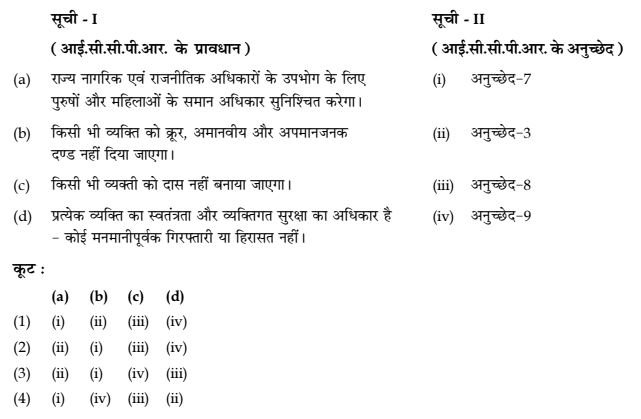 सूची - I सूची - II
( आई.सी.सी.पी.आर. के प्रावधान ) ( आई.सी.सी.पी.आर. के अनुच्छेद )
(a) राज्य नागरिक एवं राजनीतिक अधिकारों के उपभोग के लिए (i) अनुच्छेद-7
पुरुषों और महिलाओं के समान अधिकार सुनिश्चित करेगा।
(b) किसी भी व्यक्ति को क्रूर, अमानवीय और अपमानजनक (ii) अनुच्छेद-3
दण्ड नहीं दिया जाएगा।
(c) किसी भी व्यक्ती को दास नहीं बनाया जाएगा। (iii) अनुच्छेद-8
(d) प्रत्येक व्यक्ति का स्वतंत्रता और व्यक्तिगत सुरक्षा का अधिकार है (iv) अनुच्छेद-9
- कोई मनमानीपूर्वक गिरफ्तारी या हिरासत नहीं।
कूट :
(a) (b) (c) (d)
(1) (i) (ii) (iii) (iv)
(2) (ii) (i) (iii) (iv)
(3) (ii) (i) (iv) (iii)
(4) (i) (iv) (iii) (ii)